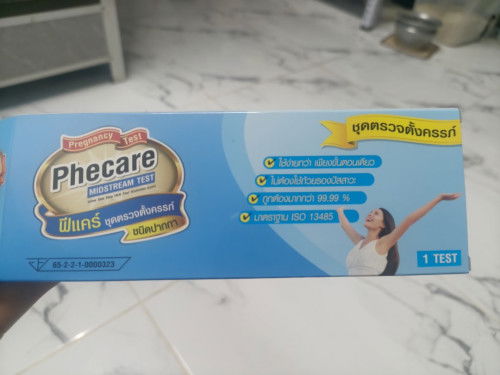 Pregnancy Test
Phecare
MIDSTREAM TEST
ฟีแคร์ ชุดตรวจตั้งครรภ์
ชนิดปากกา
65-2-2-1-0000323
ชุดตรวจตั้งครรภ์
ใช้ง่ายกว่า เพียงขั้นตอนเดียว
ไม่ต้องใช้ถ้วยรองปัสสาวะ
ถูกต้องมากกว่า 99.99 %
มาตราฐาน ISO 13485
1 TEST